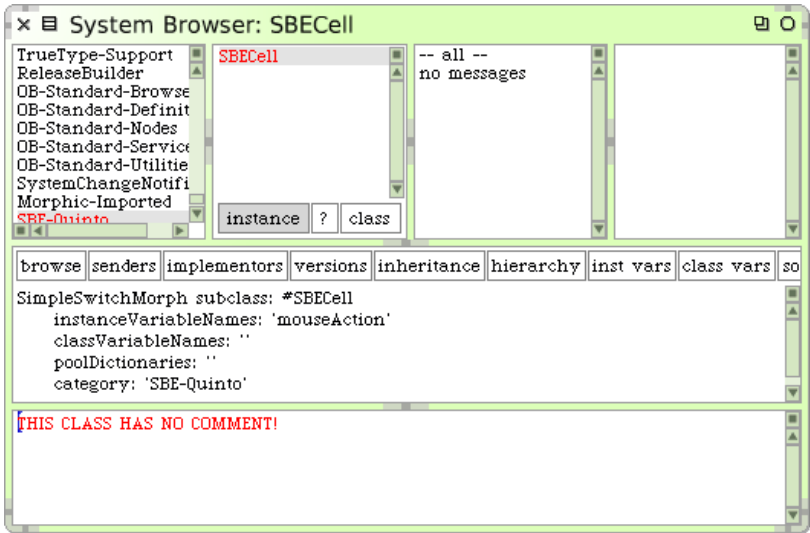 System Browser: SBECell
TrueType-Support
ReleaseBuilder
OB-Standard-Browse
OB-Standard-Definit
OB-Standard-Nodes
OB-Standard-Service
OB-Standard-Utilitie
SystemChangeNotifi
Morphic-Imported
SBE-Quinto
SBECell
instance ? class
-- all --
no messages
browse senders implementors versions inheritance hierarchy inst vars class vars so
SimpleSwitchMorph subclass: #SBECell
instanceVariableNames: 'mouseAction'
classVariableNames: ''
poolDictionaries: ''
category: 'SBE-Quinto'
THIS CLASS HAS NO COMMENT!